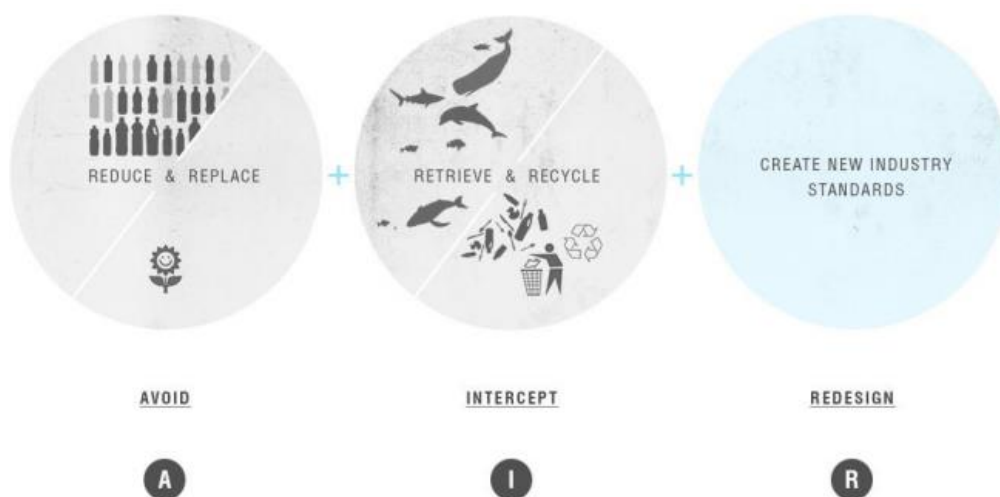 REDUCE & REPLACE
+
RETRIEVE & RECYCLE
+
CREATE NEW INDUSTRY
STANDARDS
AVOID
INTERCEPT
REDESIGN
A
I
R